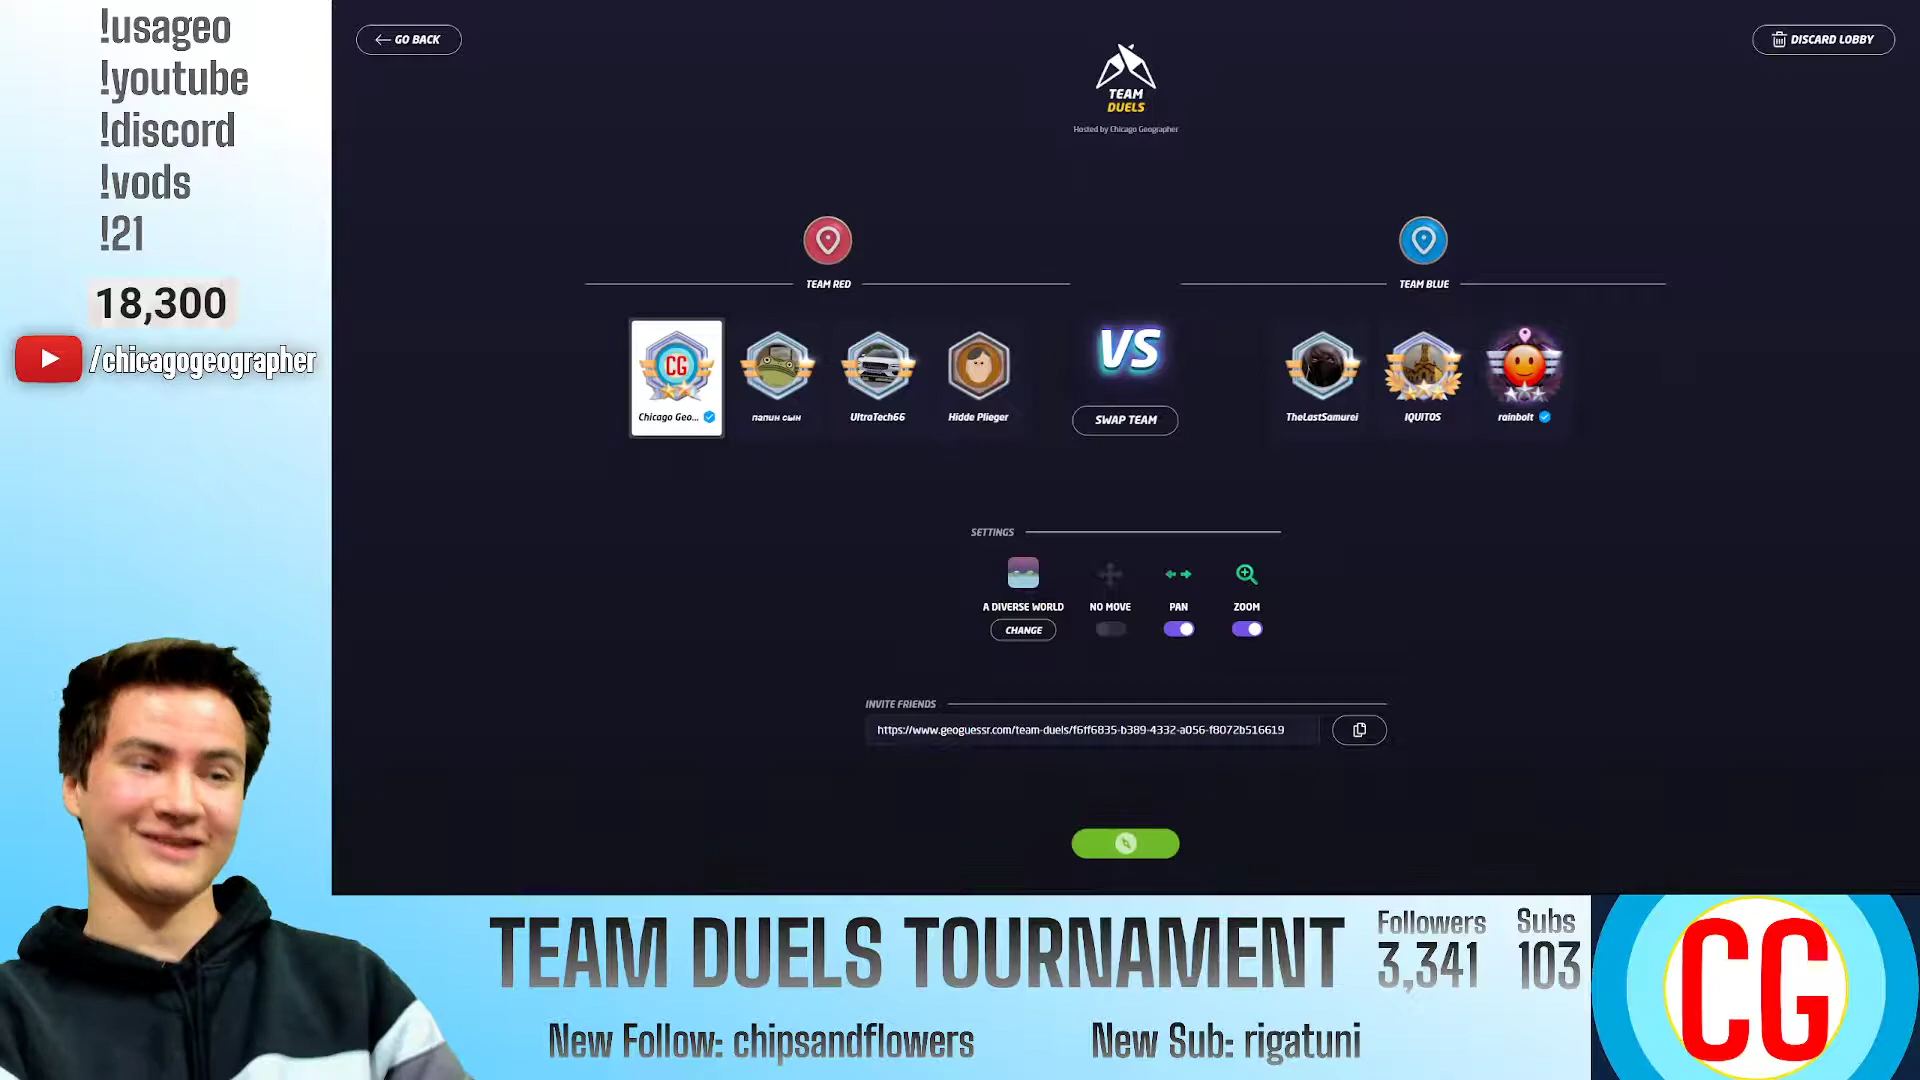 !usageo
!youtube
!discord
!vods
!21
18,300
/chicagogeographer
GO BACK
DISCARD LOBBY
TEAM
DUELS
Hosted by Chicago Geographer
TEAM RED
TEAM BLUE
CG
Chicago Geo...
папин сын
UltraTech66
Hidde Plieger
VS
SWAP TEAM
TheLastSamurei
IQUITOS
rainbolt
SETTINGS
A DIVERSE WORLD
NO MOVE
PAN
ZOOM
CHANGE
INVITE FRIENDS
https://www.geoguessr.com/team-duels/f6ff6835-b389-4332-a056-f8072b516619
TEAM DUELS TOURNAMENT
Followers
3,341
Subs
103
New Follow: chipsandflowers
New Sub: rigatuni
CG